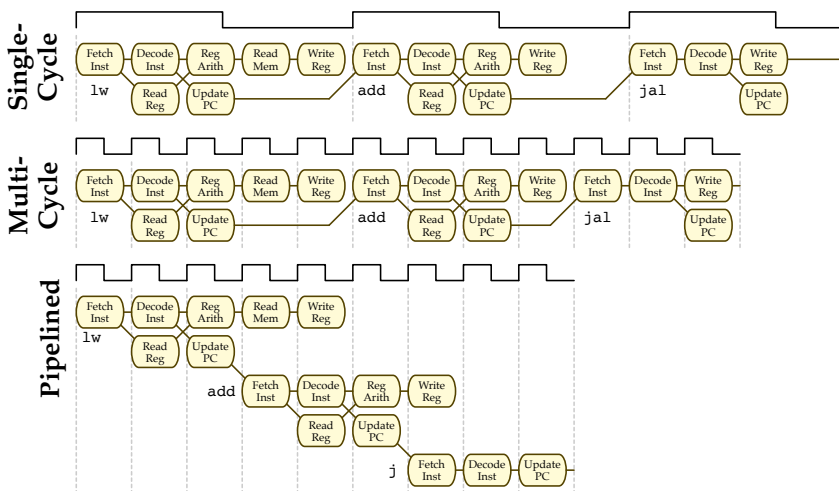 Single-
Cycle
Fetch Inst
Decode Inst
Reg Arith
Read Mem
Write Reg
Fetch Inst
Decode Inst
Reg Arith
Write Reg
Fetch Inst
Decode Inst
Write Reg
lw
Read Reg
Update PC
add
Read Reg
Update PC
jal
Update PC
Multi-
Cycle
Fetch Inst
Decode Inst
Reg Arith
Read Mem
Write Reg
Fetch Inst
Decode Inst
Reg Arith
Write Reg
Fetch Inst
Decode Inst
Write Reg
lw
Read Reg
Update PC
add
Read Reg
Update PC
jal
Update PC
Pipelined
Fetch Inst
Decode Inst
Reg Arith
Read Mem
Write Reg
lw
Read Reg
Update PC
add
Fetch Inst
Decode Inst
Reg Arith
Write Reg
Read Reg
Update PC
j
Fetch Inst
Decode Inst
Update PC